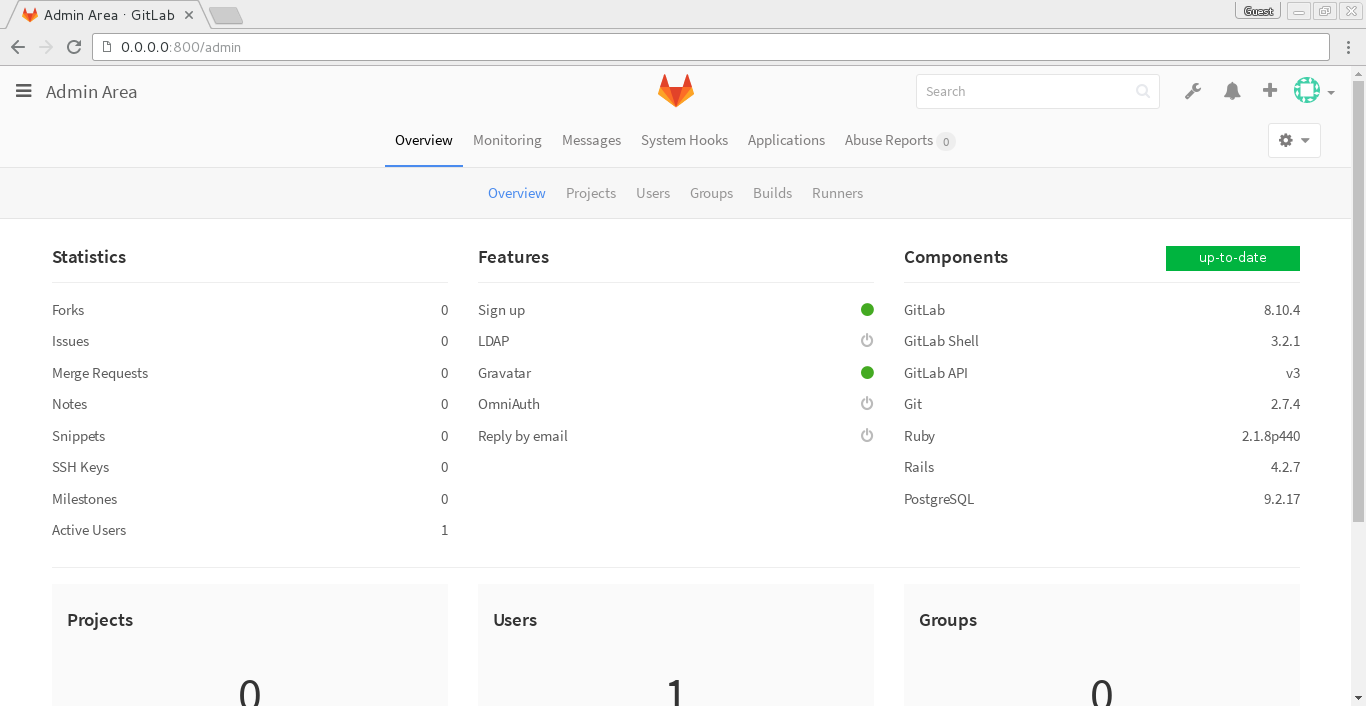 Admin Area · GitLab
Guest
0.0.0.0:800/admin
Admin Area
Search
Overview Monitoring Messages System Hooks Applications Abuse Reports 0
Overview Projects Users Groups Builds Runners
Statistics
Forks 0
Issues 0
Merge Requests 0
Notes 0
Snippets 0
SSH Keys 0
Milestones 0
Active Users 1
Features
Sign up
LDAP
Gravatar
OmniAuth
Reply by email
Components up-to-date
GitLab 8.10.4
GitLab Shell 3.2.1
GitLab API v3
Git 2.7.4
Ruby 2.1.8p440
Rails 4.2.7
PostgreSQL 9.2.17
Projects
0
Users
1
Groups
0